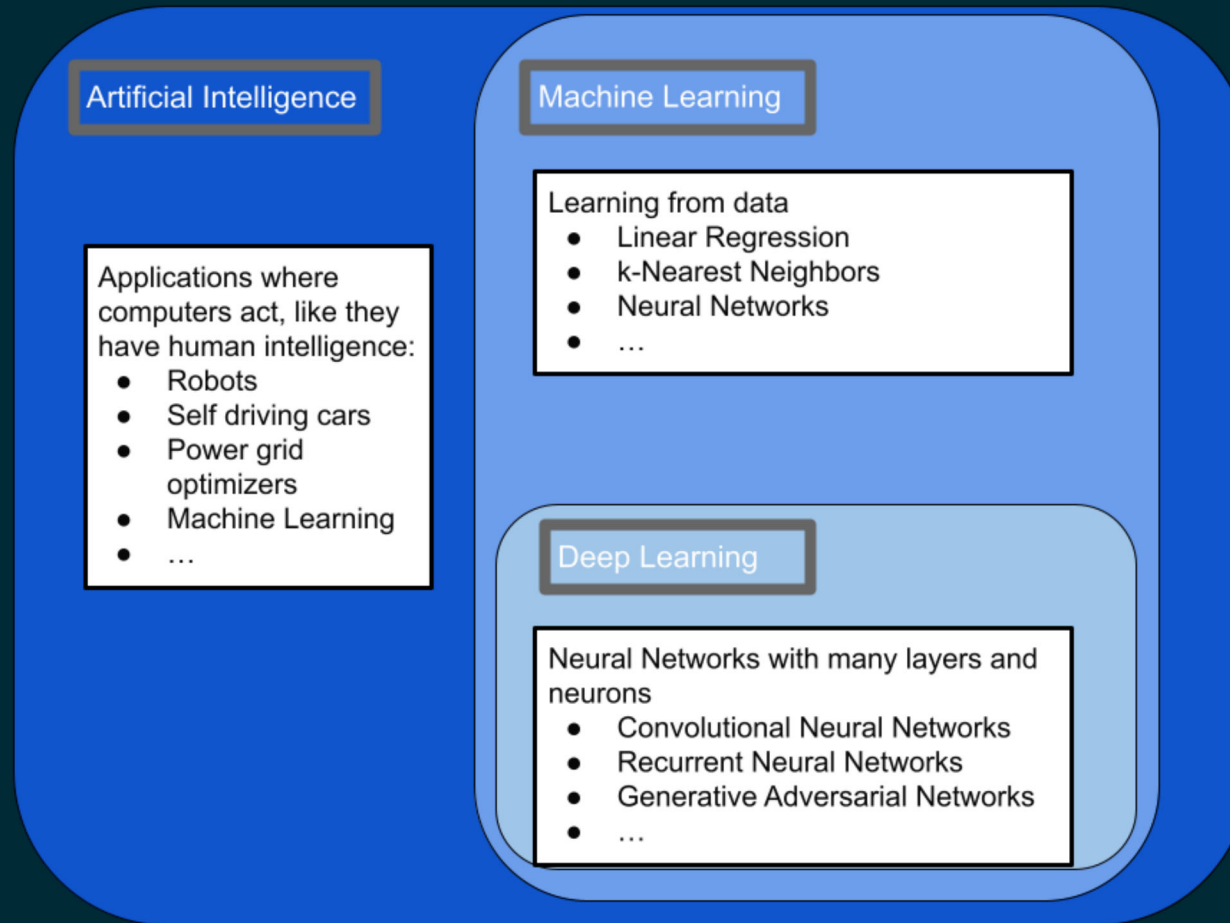 Artificial Intelligence
Applications where
computers act, like they
have human intelligence:
● Robots
● Self driving cars
● Power grid
optimizers
● Machine Learning
● …
Machine Learning
Learning from data
● Linear Regression
● k-Nearest Neighbors
● Neural Networks
● …
Deep Learning
Neural Networks with many layers and
neurons
● Convolutional Neural Networks
● Recurrent Neural Networks
● Generative Adversarial Networks
● …